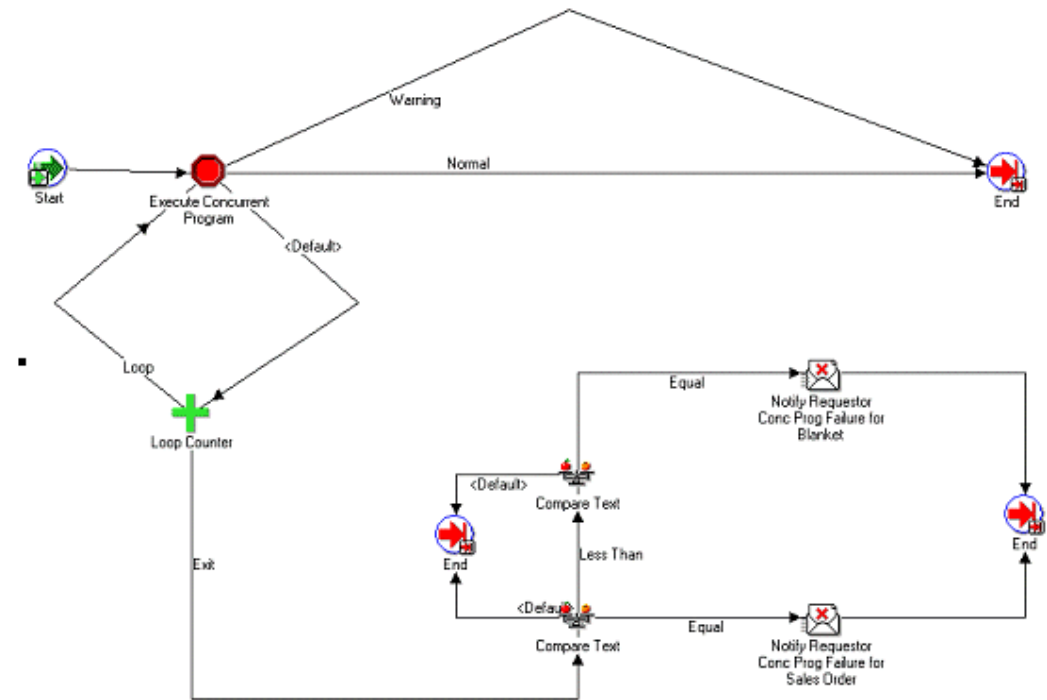 Warning
Normal
Start
Execute Concurrent
Program
End
<Default>
Loop
Loop Counter
Equal
Notify Requestor
Conc Prog Failure for
Blanket
<Default>
Compare Text
End
Less Than
End
Exit
Compare Text
Equal
Notify Requestor
Conc Prog Failure for
Sales Order